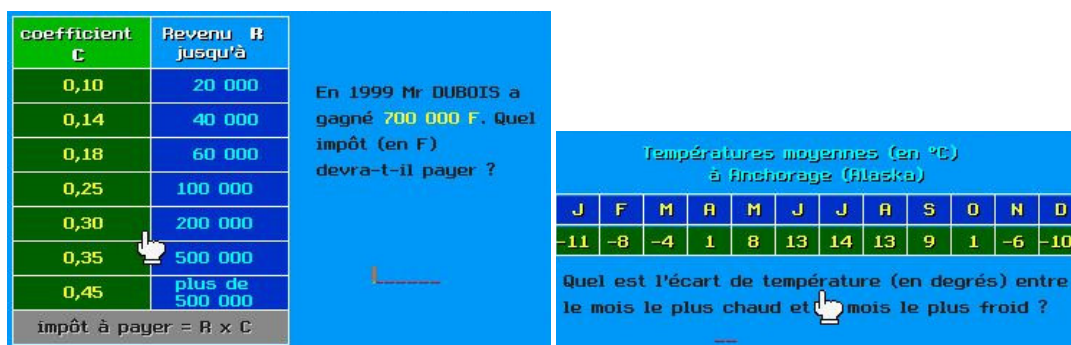 coefficient C Revenu R jusqu'à
0,10 20 000
0,14 40 000
0,18 60 000
0,25 100 000
0,30 200 000
0,35 500 000
0,45 plus de 500 000
impôt à payer = R x C
En 1999 Mr DUBOIS a
gagné 700 000 F. Quel
impôt (en F)
devra-t-il payer ?
Températures moyennes (en °C)
à Anchorage (Alaska)
J F M A M J J A S O N D
-11 -8 -4 1 8 13 14 13 9 1 -6 -10
Quel est l'écart de température (en degrés) entre
le mois le plus chaud et mois le plus froid ?